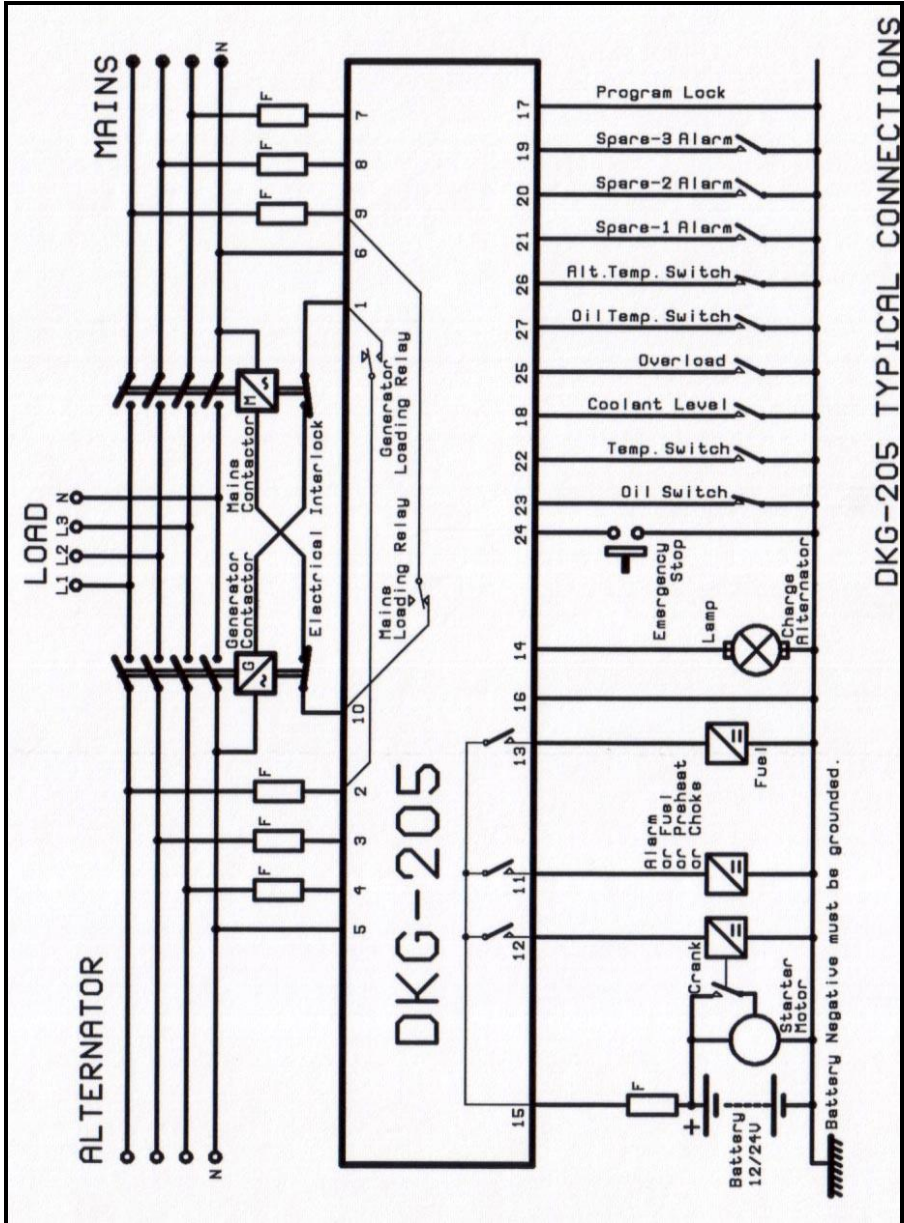 ALTERNATOR
LOAD
MAINS
L1
L2
L3
N
N
N
Generator
Contactor
Mains
Contactor
G
~
M
~
Electrical Interlock
F
F
F
F
F
F
5
4
3
2
10
1
6
9
8
7
Mains
Loading Relay
Generator
Loading Relay
DKG-205
15
12
11
13
16
14
24
23
22
18
25
27
26
21
20
19
17
F
+
Battery
12/24V
Crank
Starter
Motor
=
Alarm
or Fuel
or Preheat
or Choke
=
Fuel
=
Lamp
Charge
Alternator
Emergency
Stop
Oil Switch
Temp. Switch
Coolant Level
Overload
Oil Temp. Switch
Alt.Temp. Switch
Spare-1 Alarm
Spare-2 Alarm
Spare-3 Alarm
Program Lock
Battery Negative must be grounded.
DKG-205 TYPICAL CONNECTIONS